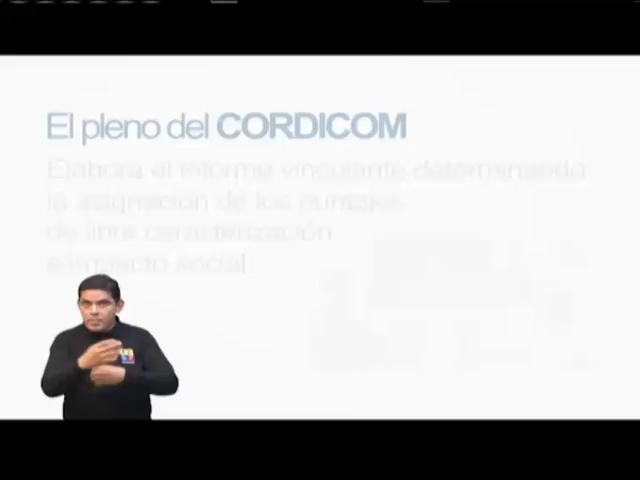 El pleno del CORDICOM
Elabora el informe vinculante determinando
la asignación de los puntajes
de libre caracterización
e impacto social